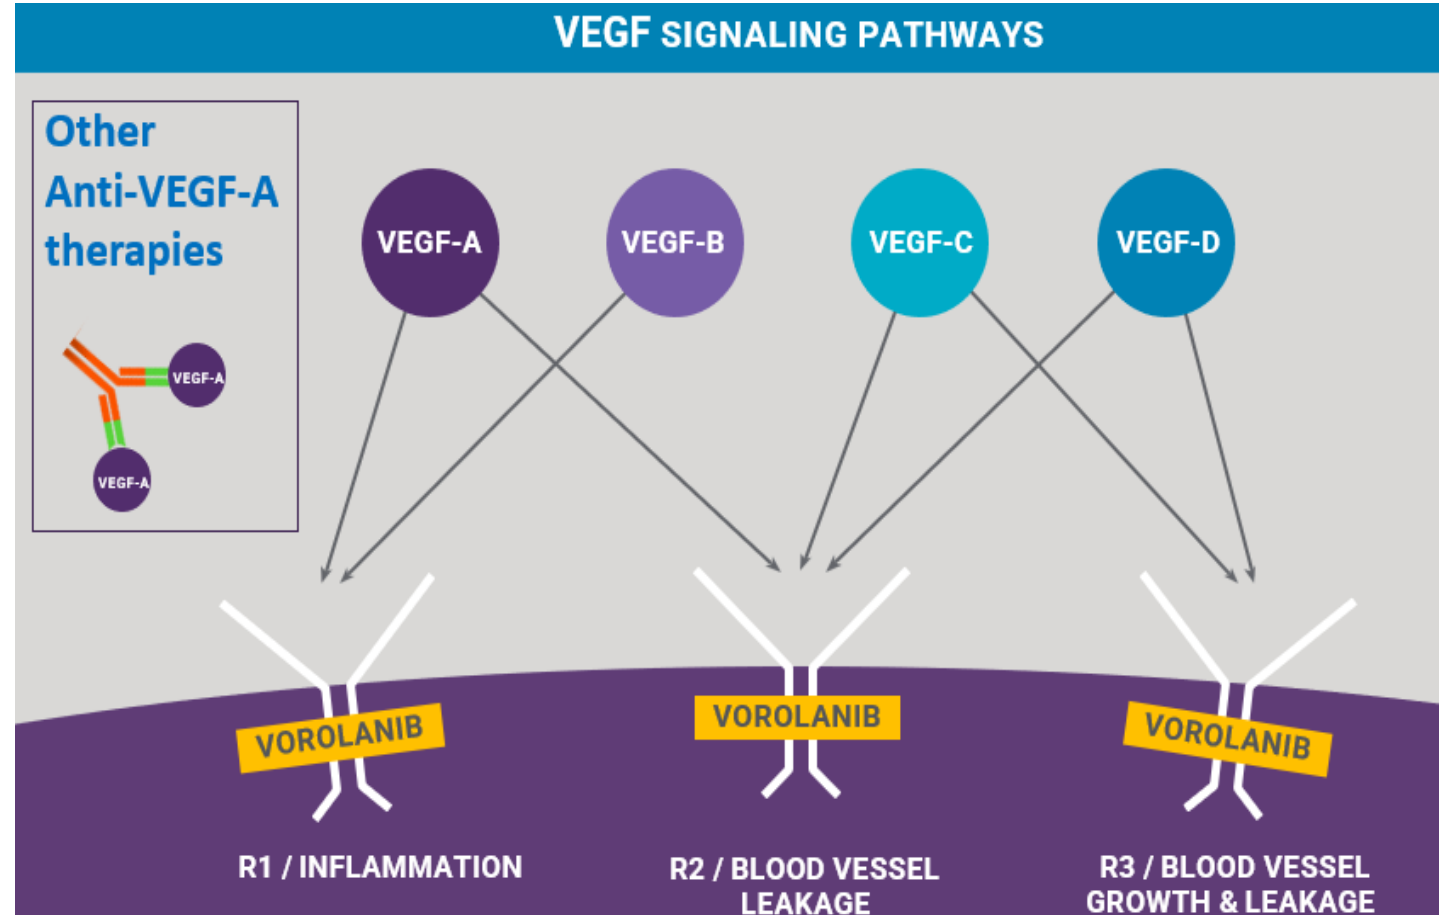 VEGF SIGNALING PATHWAYS
Other
Anti-VEGF-A
therapies
VEGF-A
VEGF-A
VEGF-A
VEGF-B
VEGF-C
VEGF-D
VOROLANIB
VOROLANIB
VOROLANIB
R1 / INFLAMMATION
R2 / BLOOD VESSEL
LEAKAGE
R3 / BLOOD VESSEL
GROWTH & LEAKAGE